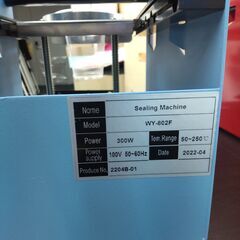 Name Sealing Machine
Model WY-802F
Power 300W Tem.Range 50~250℃
Power supply 100V 50~60Hz Date 2022-04
Produce No. 2204B-01